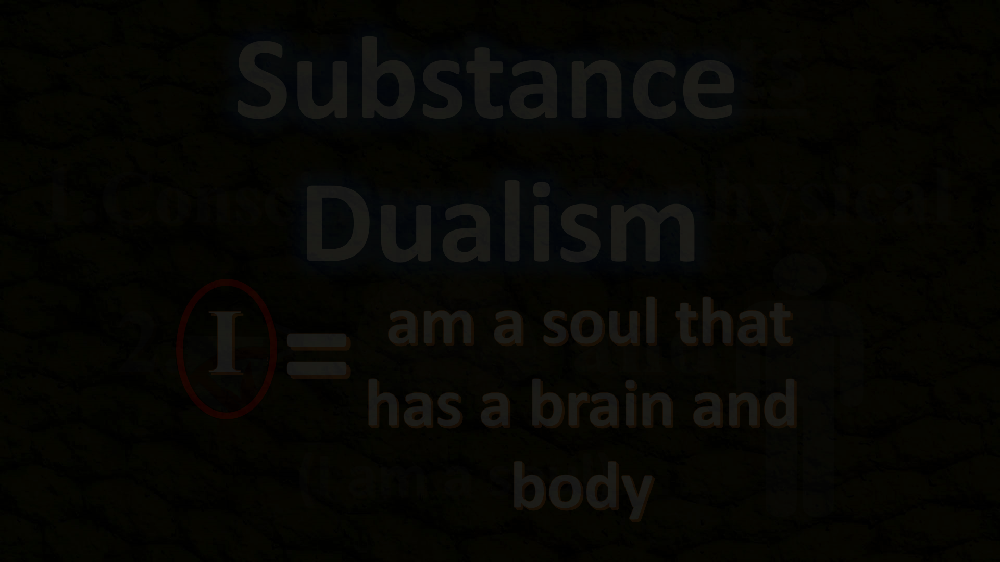 Substance
Dualism
I = am a soul that
has a brain and
body